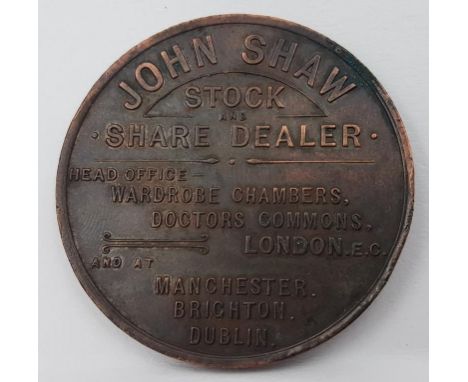 JOHN SHAW
STOCK
AND
· SHARE DEALER ·
HEAD OFFICE –
WARDROBE CHAMBERS,
DOCTORS COMMONS,
LONDON. E.C.
AND AT
MANCHESTER.
BRIGHTON.
DUBLIN.